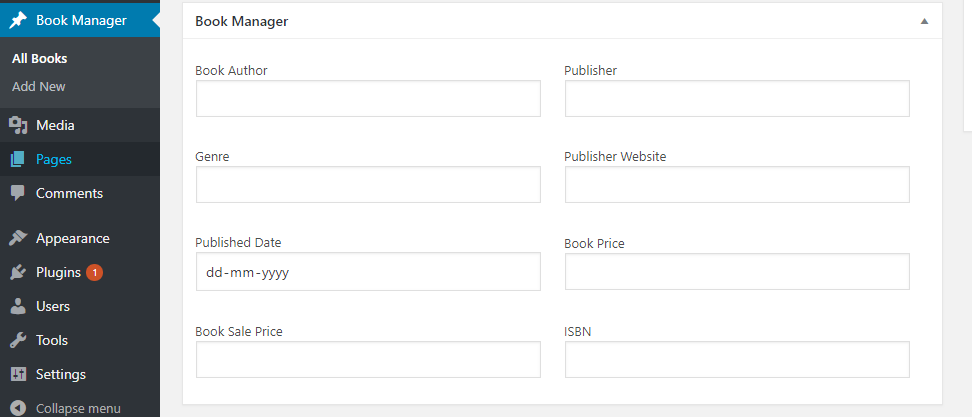 Book Manager
All Books
Add New
Media
Pages
Comments
Appearance
Plugins 1
Users
Tools
Settings
Collapse menu
Book Manager
Book Author
Publisher
Genre
Publisher Website
Published Date
Book Price
dd-mm-yyyy
Book Sale Price
ISBN